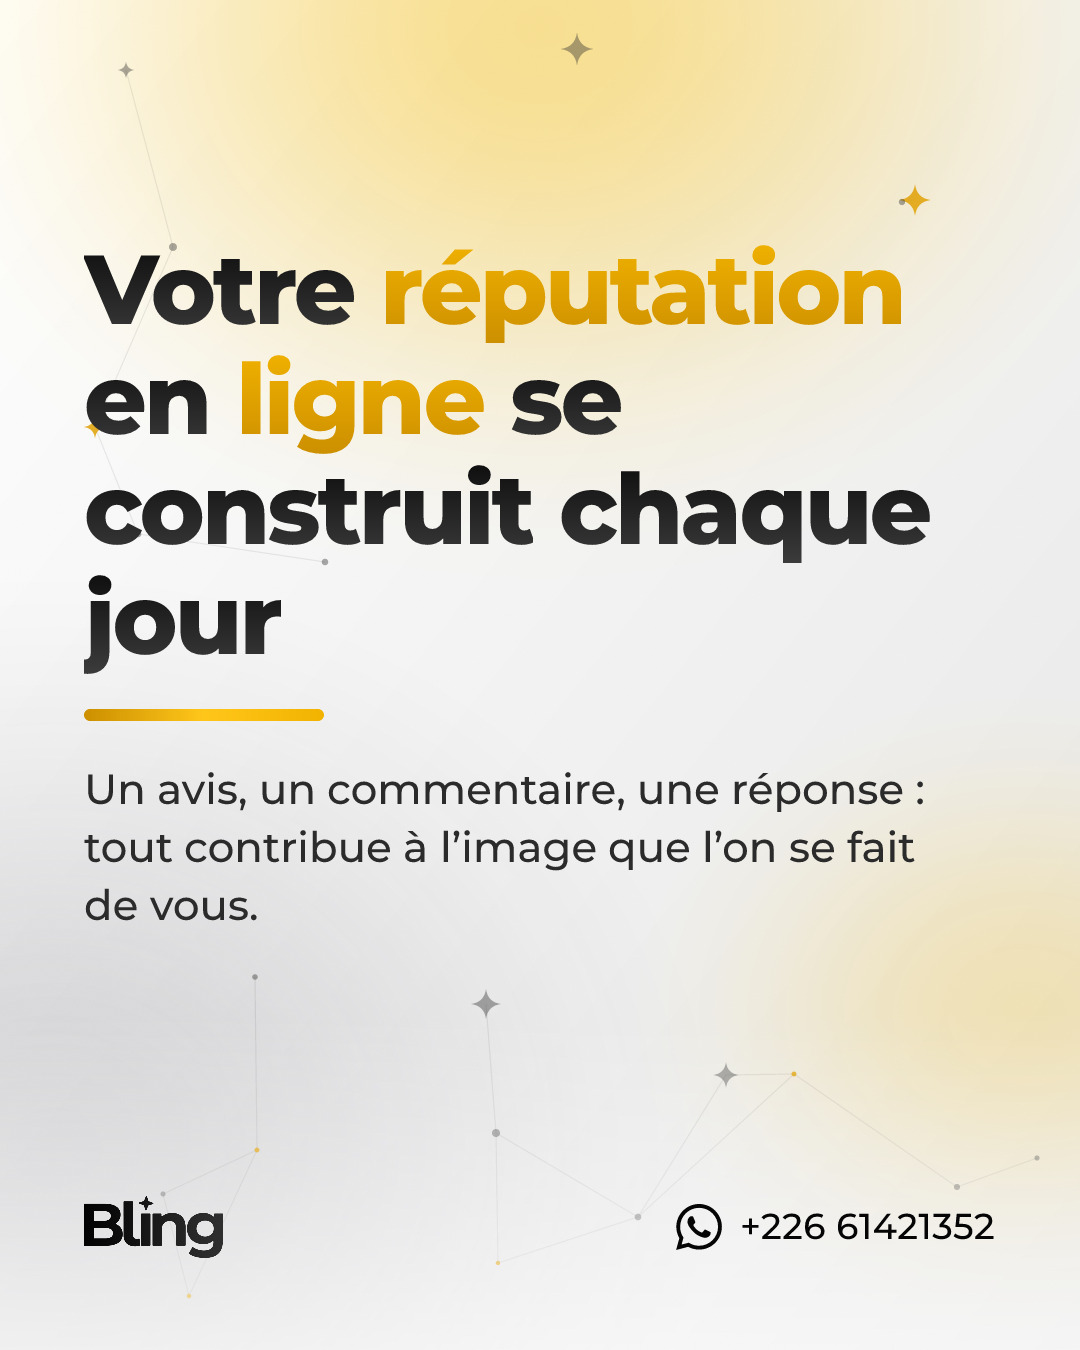 Votre réputation
en ligne se
construit chaque
jour
Un avis, un commentaire, une réponse :
tout contribue à l’image que l’on se fait
de vous.
Bling
+226 61421352